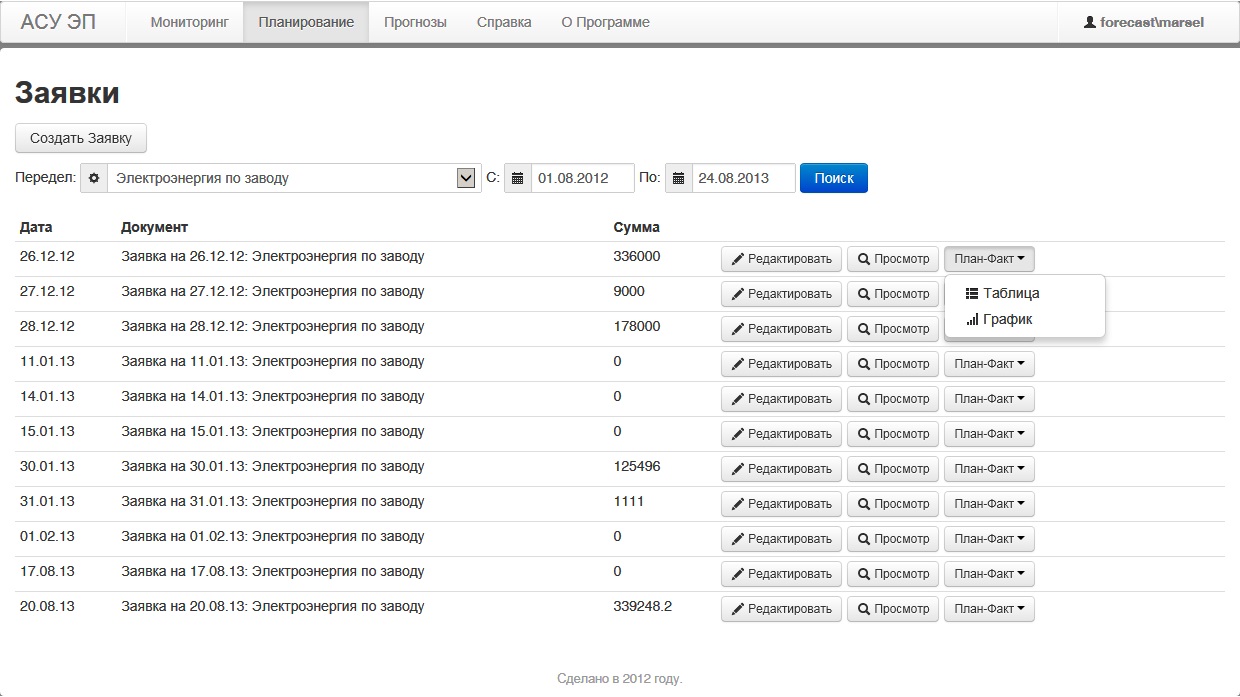 АСУ ЭП Мониторинг Планирование Прогнозы Справка О Программе forecast\marsel
Заявки
Создать Заявку
Передел: Электроэнергия по заводу С: 01.08.2012 По: 24.08.2013 Поиск
Дата Документ Сумма
26.12.12 Заявка на 26.12.12: Электроэнергия по заводу 336000 Редактировать Просмотр План-Факт
27.12.12 Заявка на 27.12.12: Электроэнергия по заводу 9000 Редактировать Просмотр Таблица
28.12.12 Заявка на 28.12.12: Электроэнергия по заводу 178000 Редактировать Просмотр График
11.01.13 Заявка на 11.01.13: Электроэнергия по заводу 0 Редактировать Просмотр План-Факт
14.01.13 Заявка на 14.01.13: Электроэнергия по заводу 0 Редактировать Просмотр План-Факт
15.01.13 Заявка на 15.01.13: Электроэнергия по заводу 0 Редактировать Просмотр План-Факт
30.01.13 Заявка на 30.01.13: Электроэнергия по заводу 125496 Редактировать Просмотр План-Факт
31.01.13 Заявка на 31.01.13: Электроэнергия по заводу 1111 Редактировать Просмотр План-Факт
01.02.13 Заявка на 01.02.13: Электроэнергия по заводу 0 Редактировать Просмотр План-Факт
17.08.13 Заявка на 17.08.13: Электроэнергия по заводу 0 Редактировать Просмотр План-Факт
20.08.13 Заявка на 20.08.13: Электроэнергия по заводу 339248.2 Редактировать Просмотр План-Факт
Сделано в 2012 году.